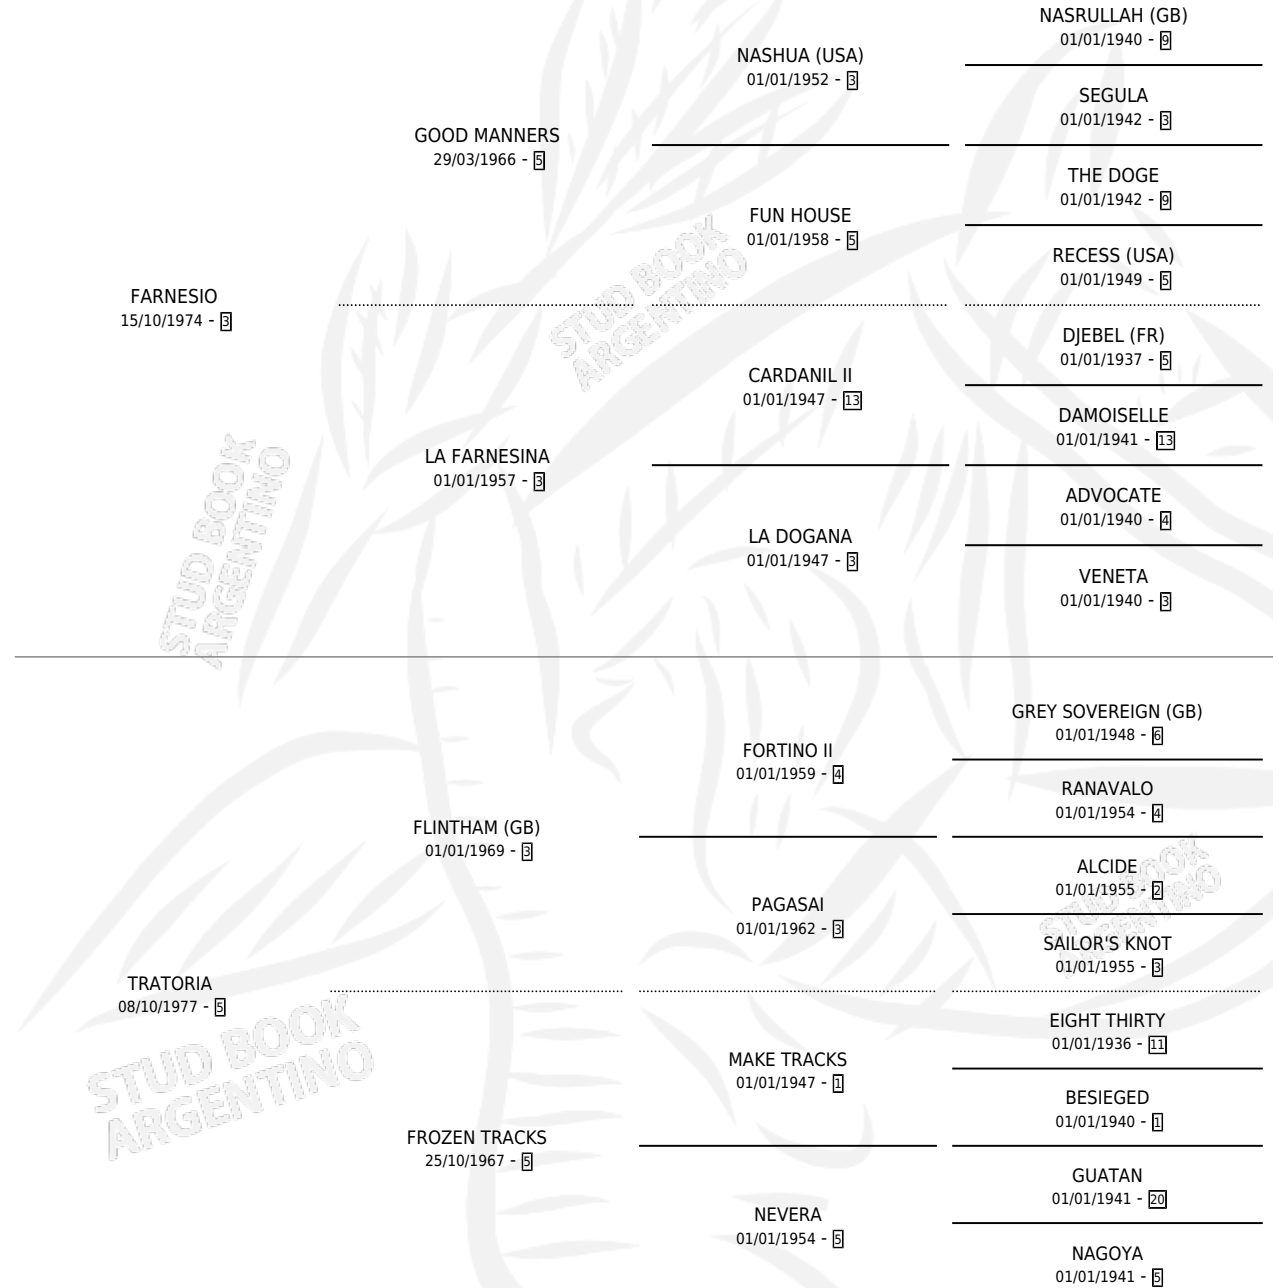 NASRULLAH (GB)
01/01/1940 - 9
NASHUA (USA)
01/01/1952 - 3
SEGULA
01/01/1942 - 3
GOOD MANNERS
29/03/1966 - 5
THE DOGE
01/01/1942 - 9
FUN HOUSE
01/01/1958 - 5
RECESS (USA)
01/01/1949 - 5
FARNESIO
15/10/1974 - 3
DJEBEL (FR)
01/01/1937 - 5
CARDANIL II
01/01/1947 - 13
DAMOISELLE
01/01/1941 - 13
LA FARNESINA
01/01/1957 - 3
ADVOCATE
01/01/1940 - 4
LA DOGANA
01/01/1947 - 3
VENETA
01/01/1940 - 3
GREY SOVEREIGN (GB)
01/01/1948 - 6
FORTINO II
01/01/1959 - 4
RANAVALO
01/01/1954 - 4
FLINTHAM (GB)
01/01/1969 - 3
ALCIDE
01/01/1955 - 2
PAGASAI
01/01/1962 - 3
SAILOR'S KNOT
01/01/1955 - 3
TRATORIA
08/10/1977 - 5
EIGHT THIRTY
01/01/1936 - 11
MAKE TRACKS
01/01/1947 - 1
BESIEGED
01/01/1940 - 1
FROZEN TRACKS
25/10/1967 - 5
GUATAN
01/01/1941 - 20
NEVERA
01/01/1954 - 5
NAGOYA
01/01/1941 - 5
STUD BOOK
ARGENTINO
STUD BOOK
ARGENTINO
STUD BOOK
ARGENTINO
STUD BOOK
ARGENTINO